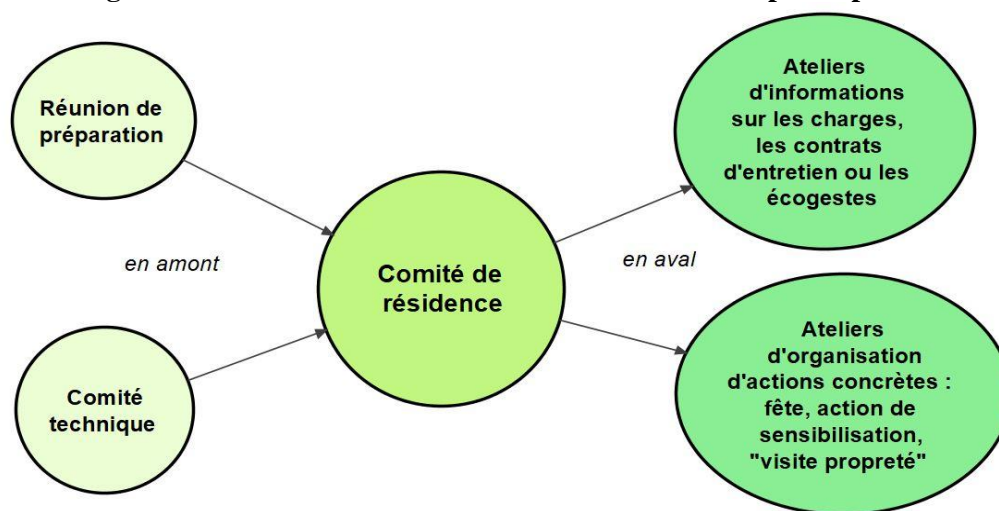 Réunion de
préparation
en amont
Comité
technique
Comité de
résidence
en aval
Ateliers
d'informations
sur les charges,
les contrats
d'entretien ou les
écogestes
Ateliers
d'organisation
d'actions concrètes :
fête, action de
sensibilisation,
"visite propreté"